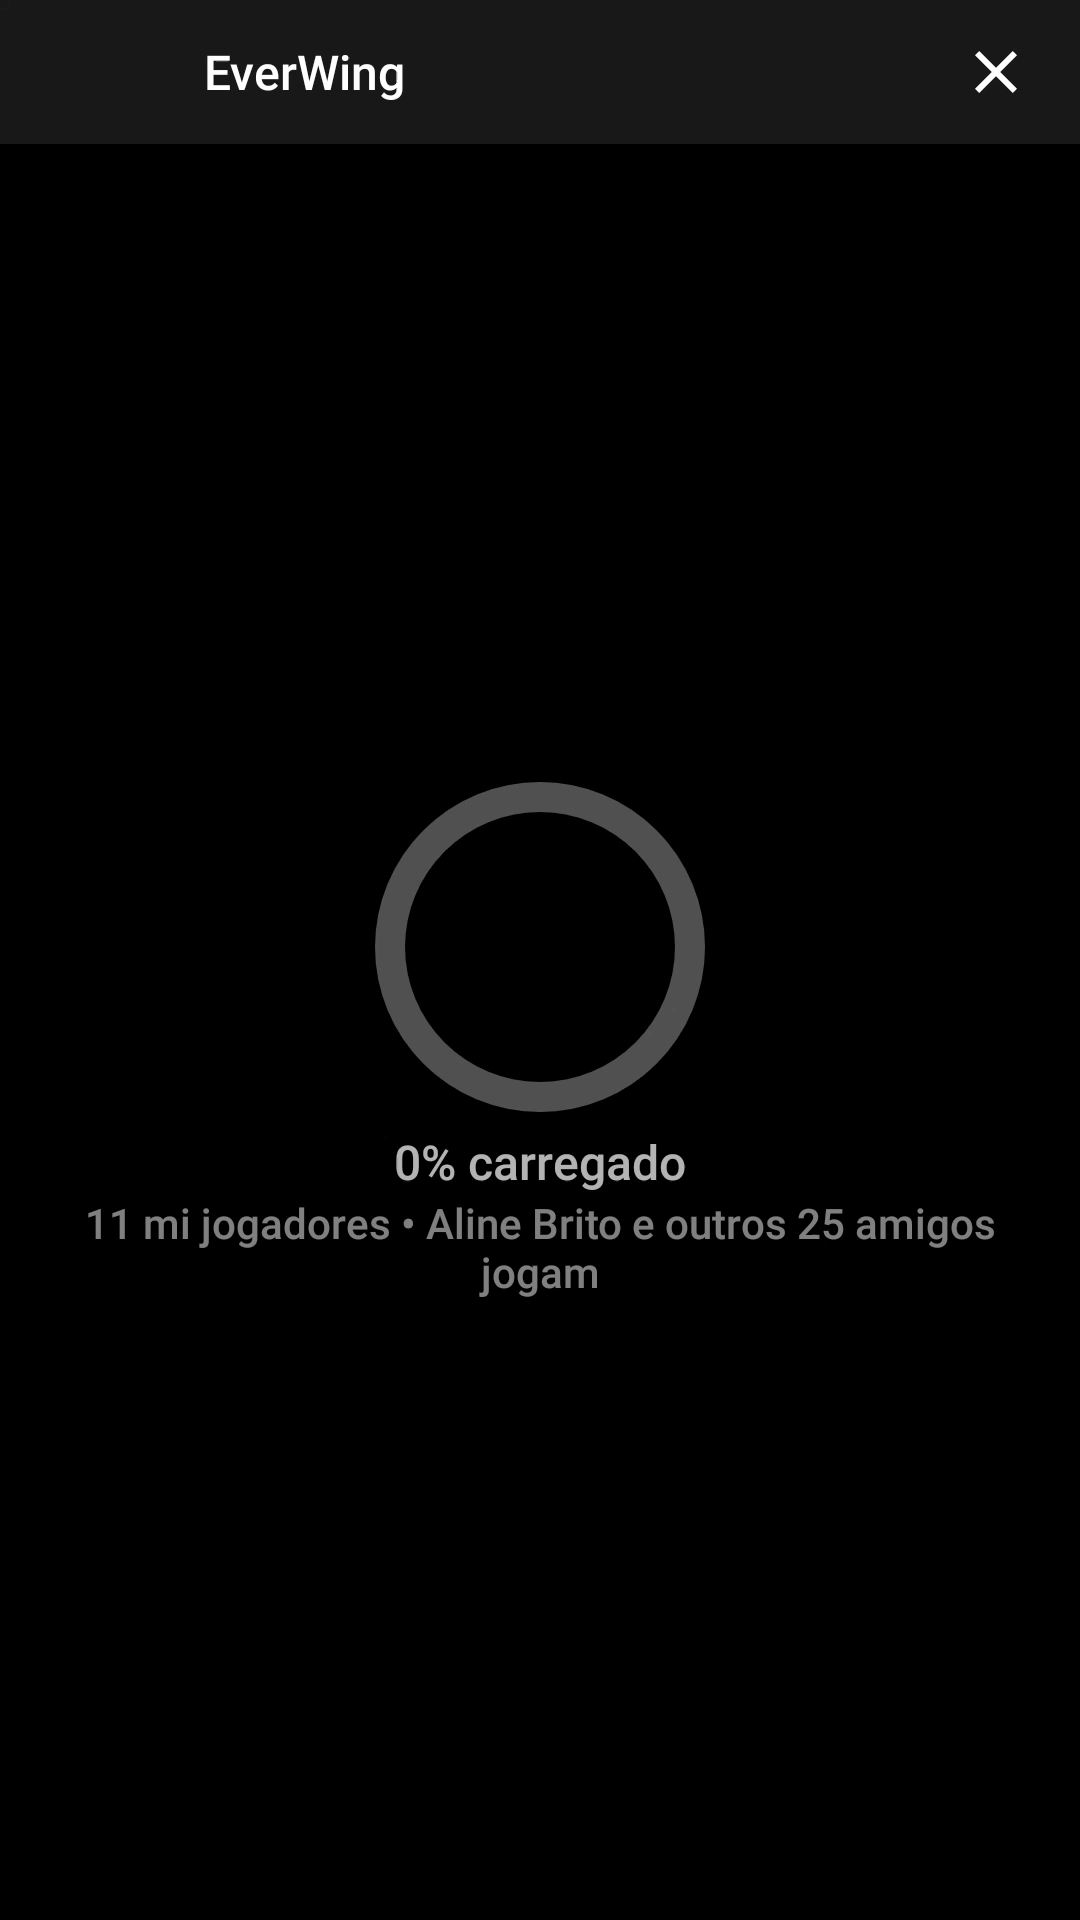 EverWing
0% carregado
11 mi jogadores • Aline Brito e outros 25 amigos
jogam